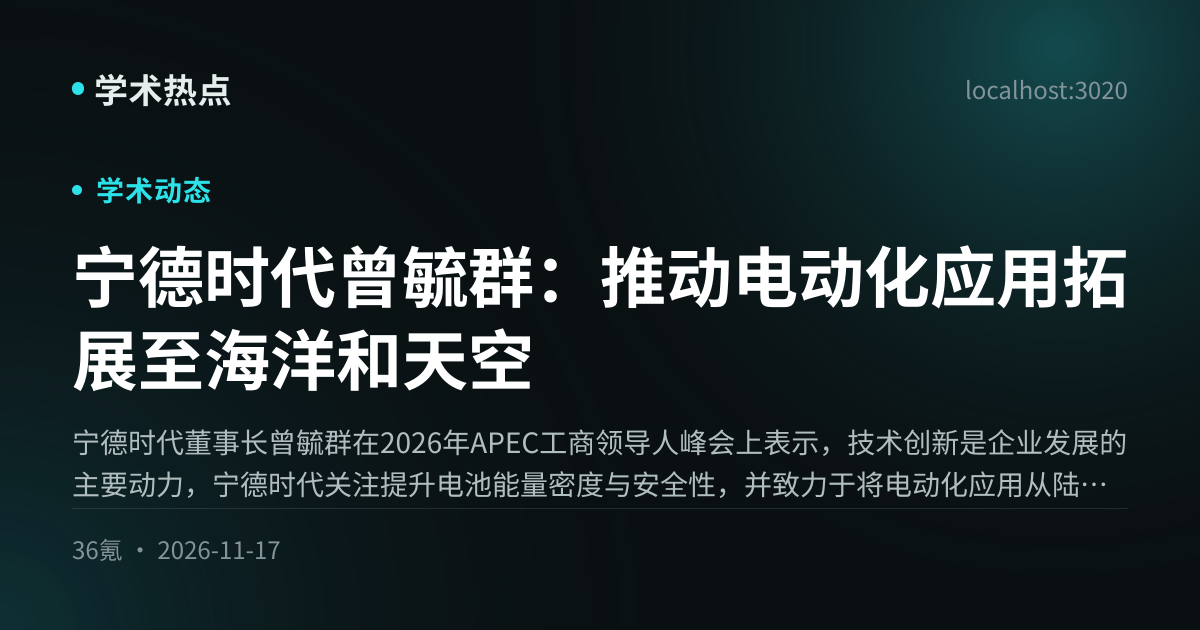 学术热点
localhost:3020
学术动态
宁德时代曾毓群：推动电动化应用拓
展至海洋和天空
宁德时代董事长曾毓群在2026年APEC工商领导人峰会上表示，技术创新是企业发展的
主要动力，宁德时代关注提升电池能量密度与安全性，并致力于将电动化应用从陆…
36氪 · 2026-11-17